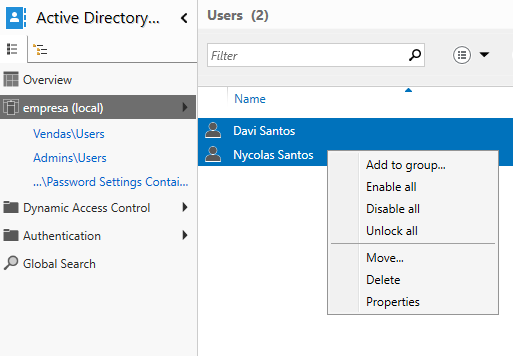 Active Directory...
Overview
empresa (local)
Vendas\Users
Admins\Users
...\Password Settings Contai...
Dynamic Access Control
Authentication
Global Search
Users (2)
Filter
Name
Davi Santos
Nycolas Santos
Add to group...
Enable all
Disable all
Unlock all
Move...
Delete
Properties